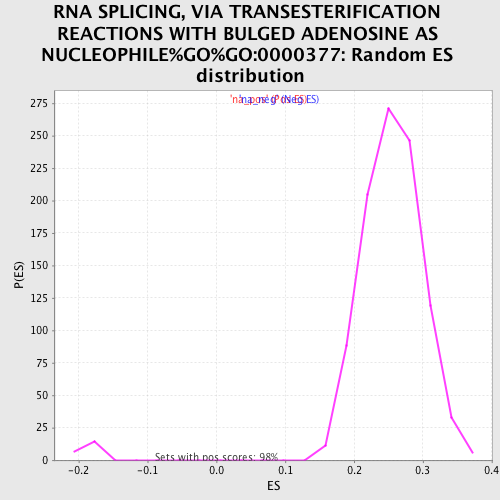 RNA SPLICING, VIA TRANSESTERIFICATION
REACTIONS WITH BULGED ADENOSINE AS
NUCLEOPHILE%GO%GO:0000377: Random ES
distribution
275
250
225
200
175
150
125
100
75
50
25
0
P(ES)
Sets with pos scores: 98%
-0.2
-0.1
0.0
0.1
0.2
0.3
0.4
ES